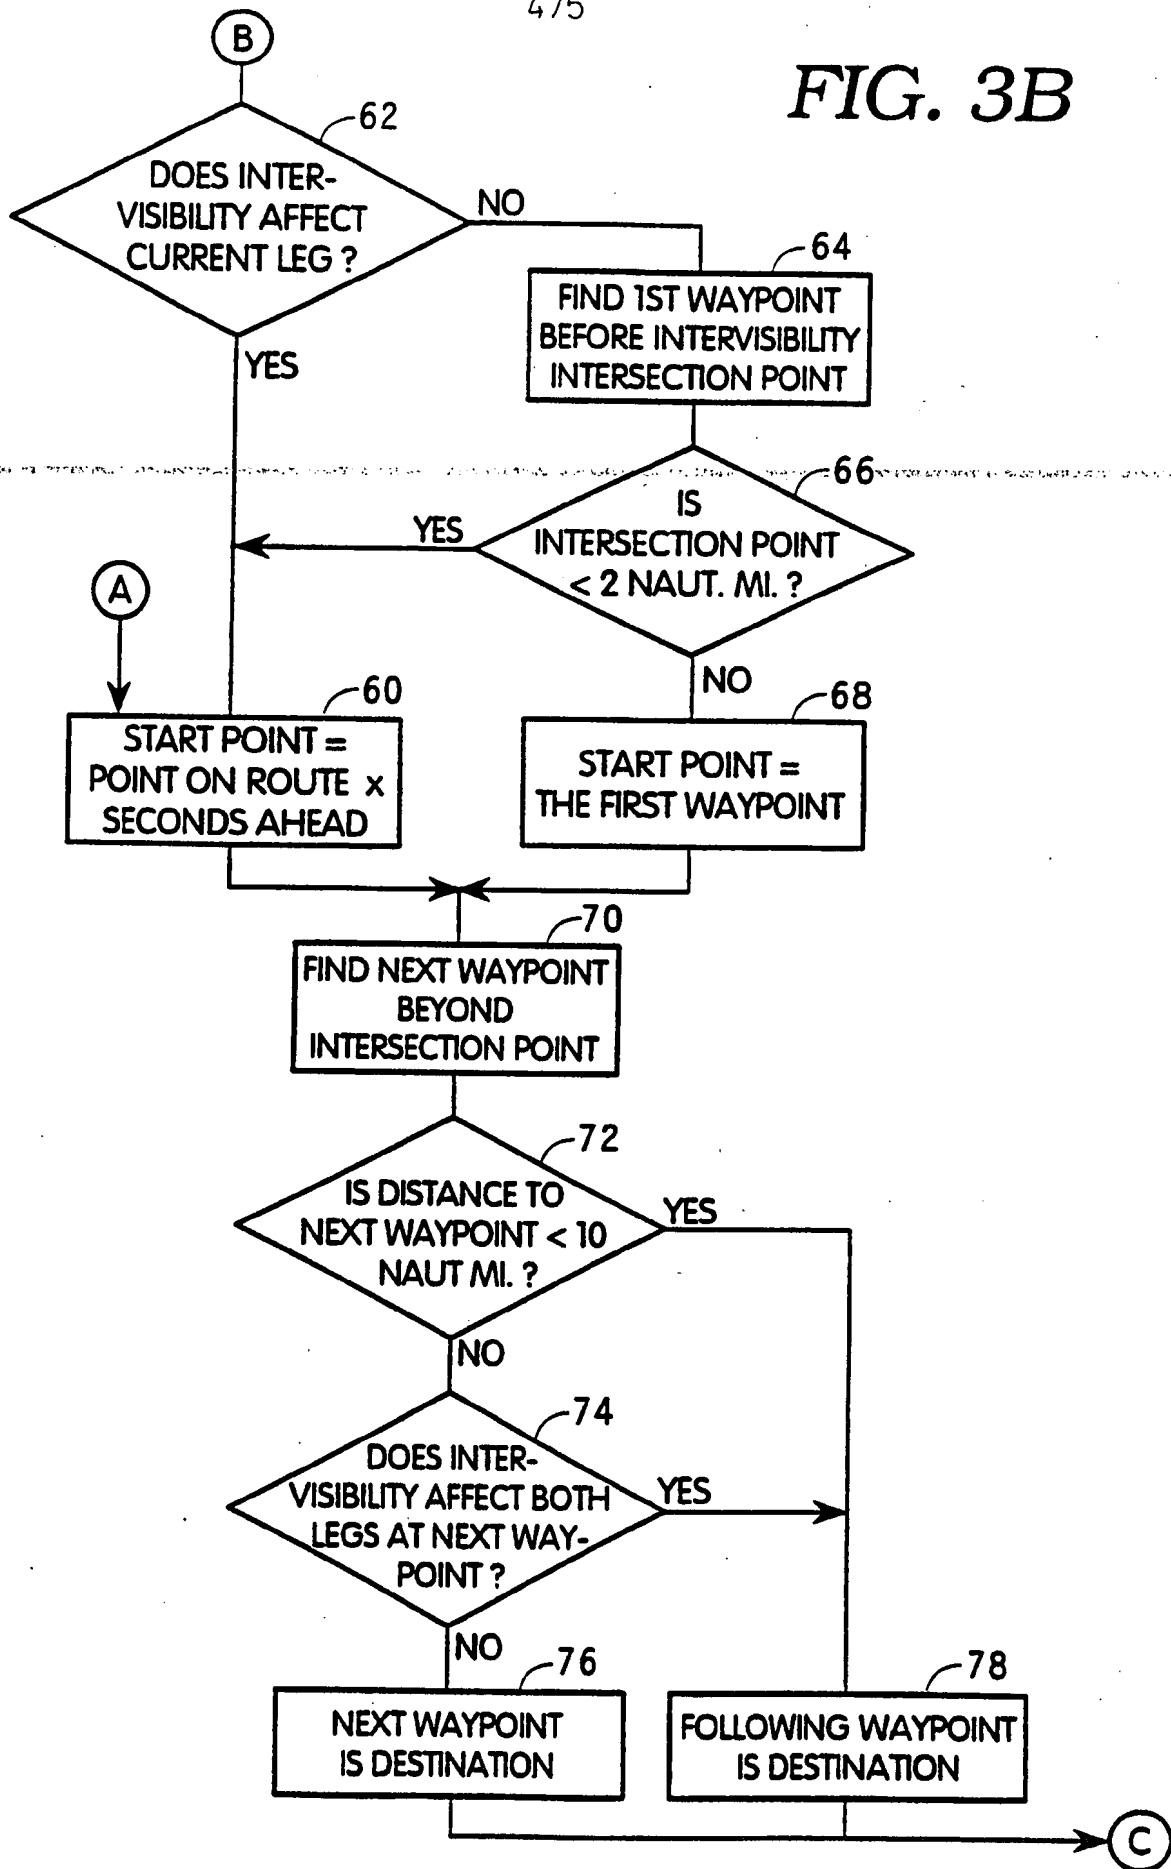 4/5
FIG. 3B
B
62
DOES INTER-
VISIBILITY AFFECT
CURRENT LEG ?
NO
YES
64
FIND 1ST WAYPOINT
BEFORE INTERVISIBILITY
INTERSECTION POINT
66
IS
INTERSECTION POINT
< 2 NAUT. MI. ?
YES
NO
A
60
START POINT =
POINT ON ROUTE x
SECONDS AHEAD
68
START POINT =
THE FIRST WAYPOINT
70
FIND NEXT WAYPOINT
BEYOND
INTERSECTION POINT
72
IS DISTANCE TO
NEXT WAYPOINT < 10
NAUT MI. ?
YES
NO
74
DOES INTER-
VISIBILITY AFFECT BOTH
LEGS AT NEXT WAY-
POINT ?
YES
NO
76
NEXT WAYPOINT
IS DESTINATION
78
FOLLOWING WAYPOINT
IS DESTINATION
C